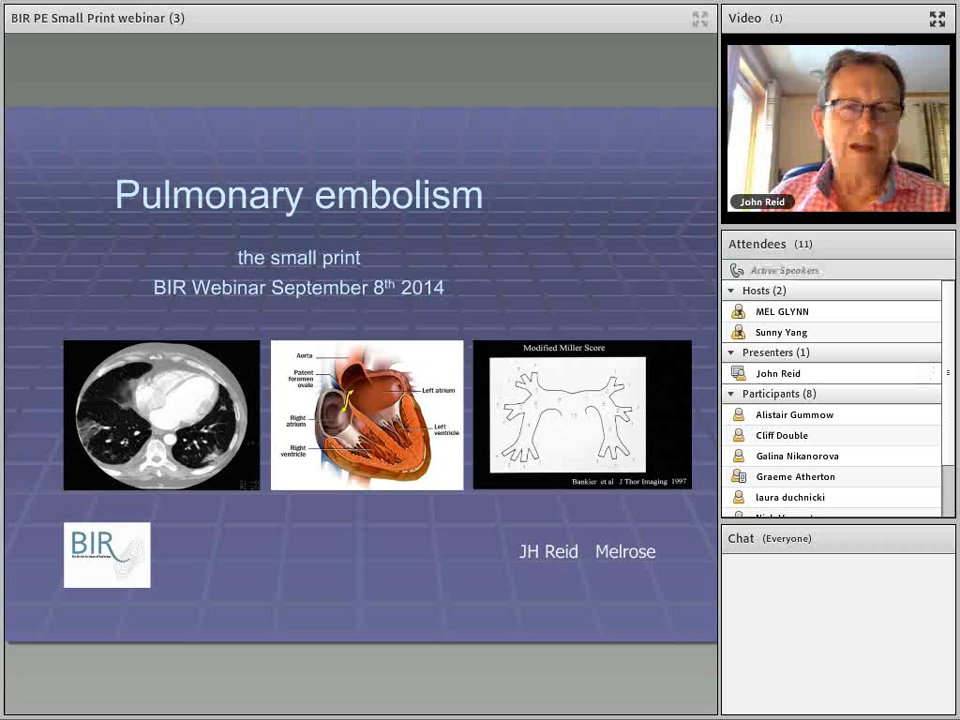 BIR PE Small Print webinar (3)
Pulmonary embolism
the small print
BIR Webinar September 8th 2014
Aorta
Patent
foramen
ovale
Left atrium
Right
atrium
Left
ventricle
Right
ventricle
Modified Miller Score
Bankier et al J Thor Imaging 1997
BIR
JH Reid Melrose
Video (1)
John Reid
Attendees (11)
Active Speakers
Hosts (2)
MEL GLYNN
Sunny Yang
Presenters (1)
John Reid
Participants (8)
Alistair Gummow
Cliff Double
Galina Nikanorova
Graeme Atherton
laura duchnicki
Chat (Everyone)